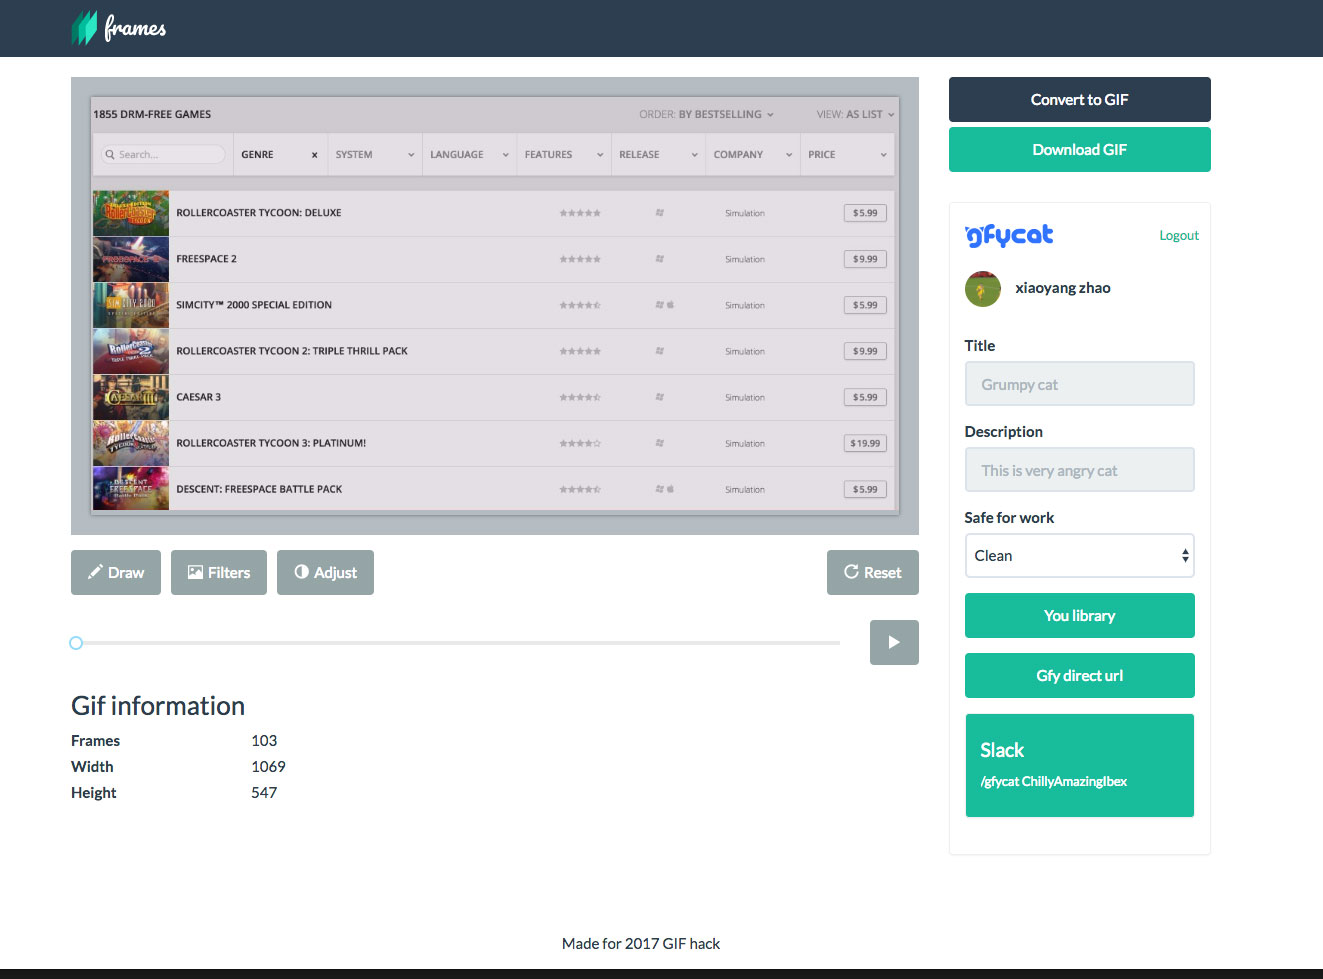 frames
1855 DRM-FREE GAMES ORDER: BY BESTSELLING VIEW: AS LIST
Search... GENRE x SYSTEM LANGUAGE FEATURES RELEASE COMPANY PRICE
ROLLERCOASTER TYCOON: DELUXE Simulation $5.99
FREESPACE 2 Simulation $9.99
SIMCITY™ 2000 SPECIAL EDITION Simulation $5.99
ROLLERCOASTER TYCOON 2: TRIPLE THRILL PACK Simulation $9.99
CAESAR 3 Simulation $5.99
ROLLERCOASTER TYCOON 3: PLATINUM! Simulation $19.99
DESCENT: FREESPACE BATTLE PACK Simulation $5.99
Draw Filters Adjust Reset
Gif information
Frames 103
Width 1069
Height 547
Convert to GIF
Download GIF
gfycat Logout
xiaoyang zhao
Title
Grumpy cat
Description
This is very angry cat
Safe for work
Clean
You library
Gfy direct url
Slack
/gfycat ChillyAmazingIbex
Made for 2017 GIF hack